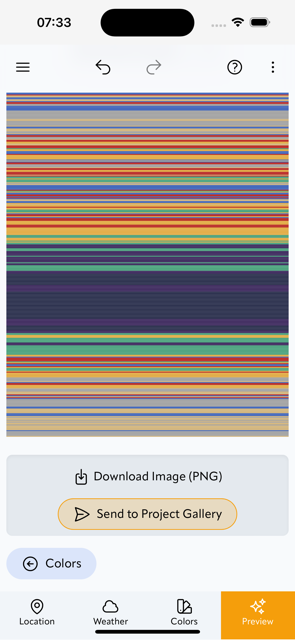 07:33
Download Image (PNG)
Send to Project Gallery
Colors
Location
Weather
Colors
Preview